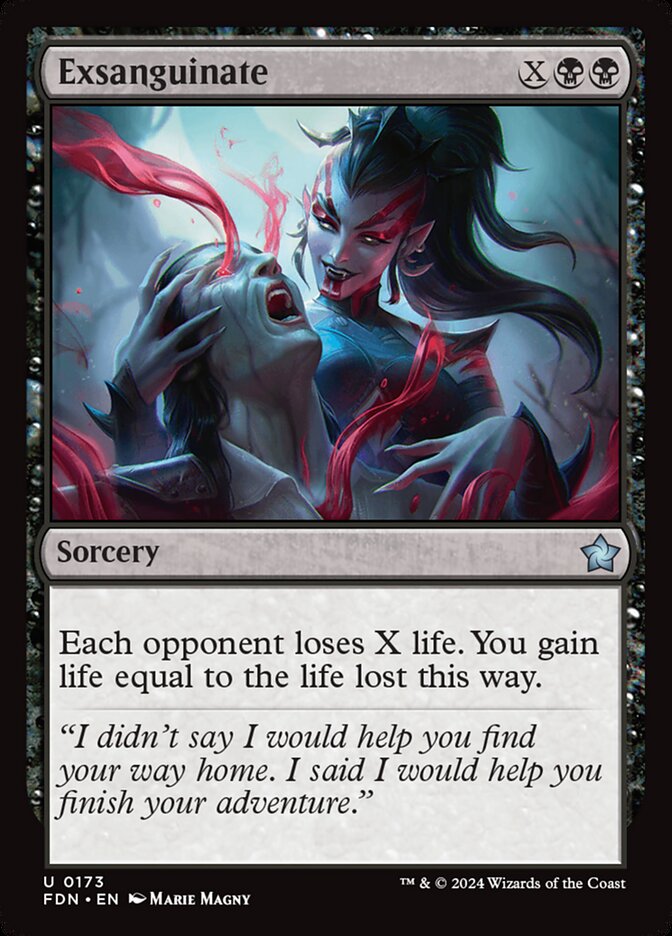 Exsanguinate X
Sorcery
Each opponent loses X life. You gain
life equal to the life lost this way.
“I didn’t say I would help you find
your way home. I said I would help you
finish your adventure.”
U 0173
FDN • EN Marie Magny
™ & © 2024 Wizards of the Coast